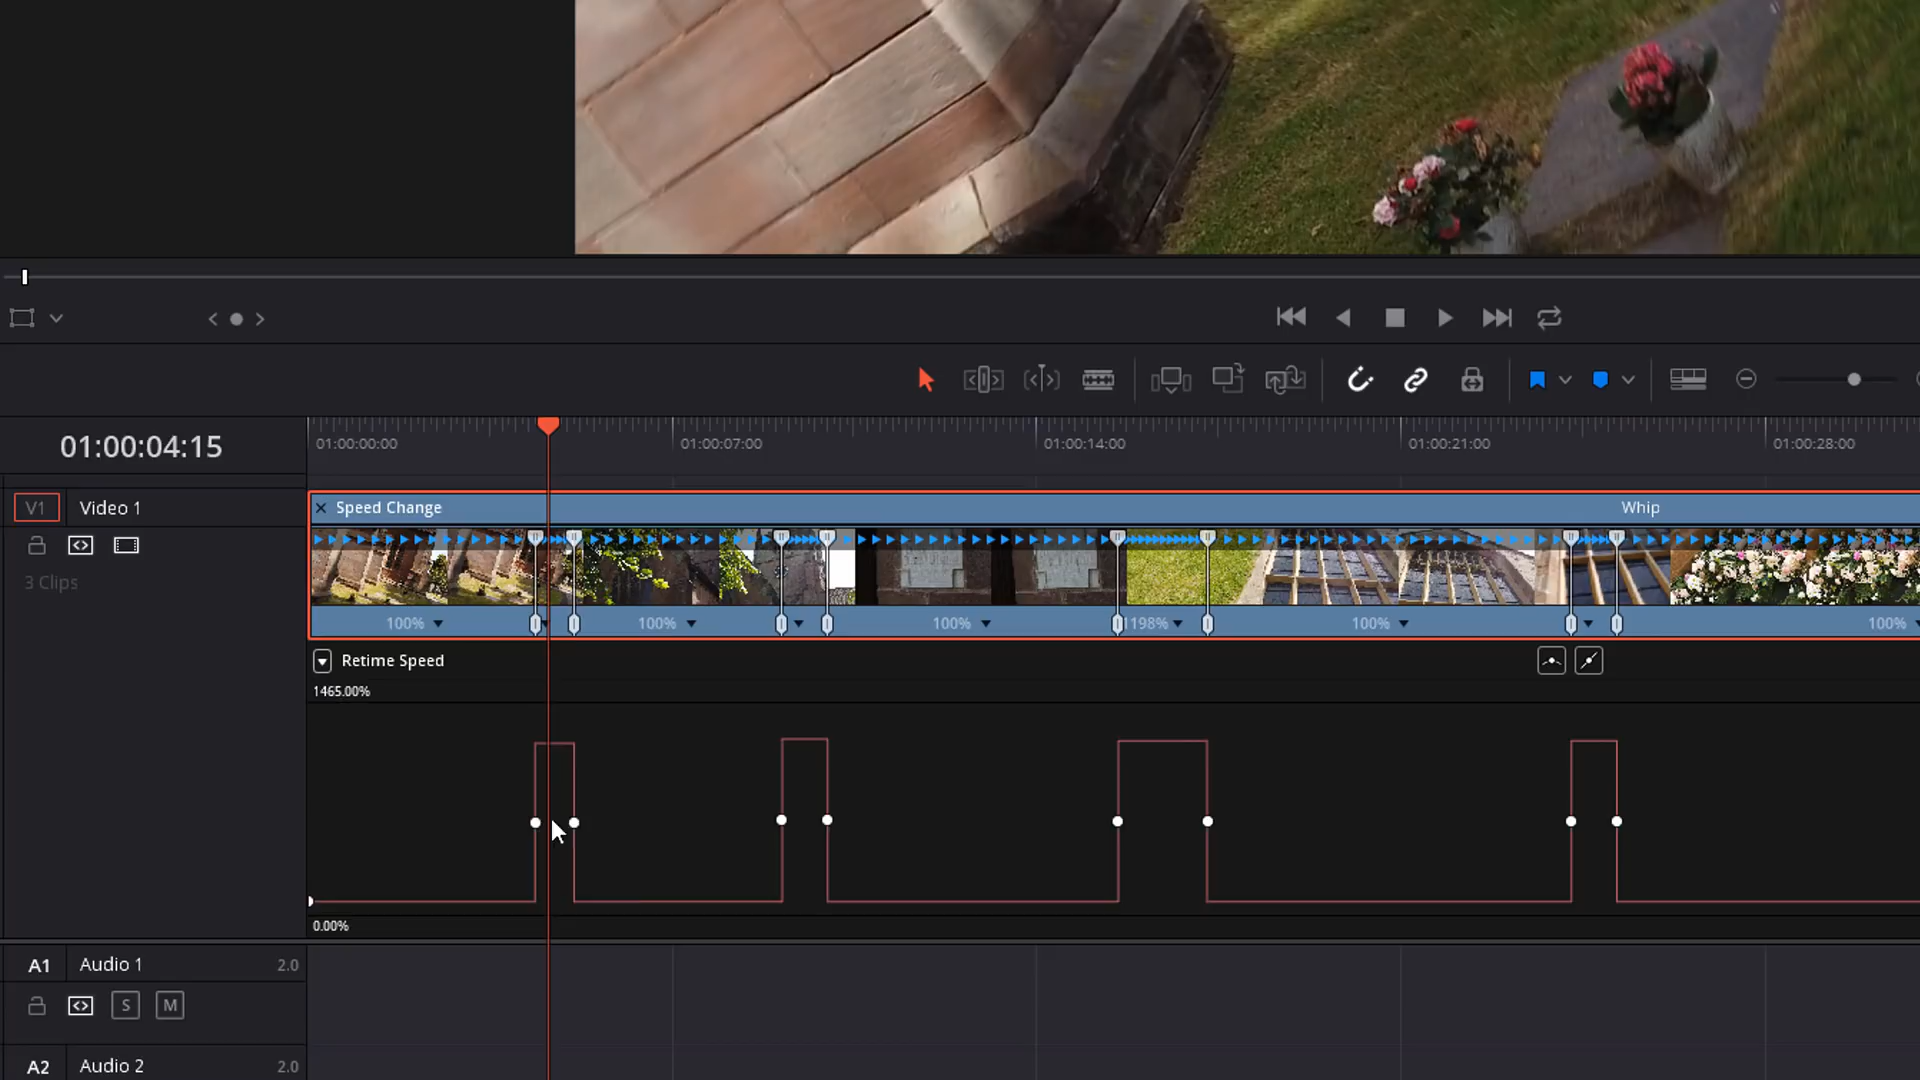 01:00:04:15
01:00:00:00
01:00:07:00
01:00:14:00
01:00:21:00
01:00:28:00
V1
Video 1
Speed Change
Whip
3 Clips
100%
100%
100%
1198%
100%
100%
Retime Speed
1465.00%
0.00%
A1
Audio 1
2.0
S
M
A2
Audio 2
2.0